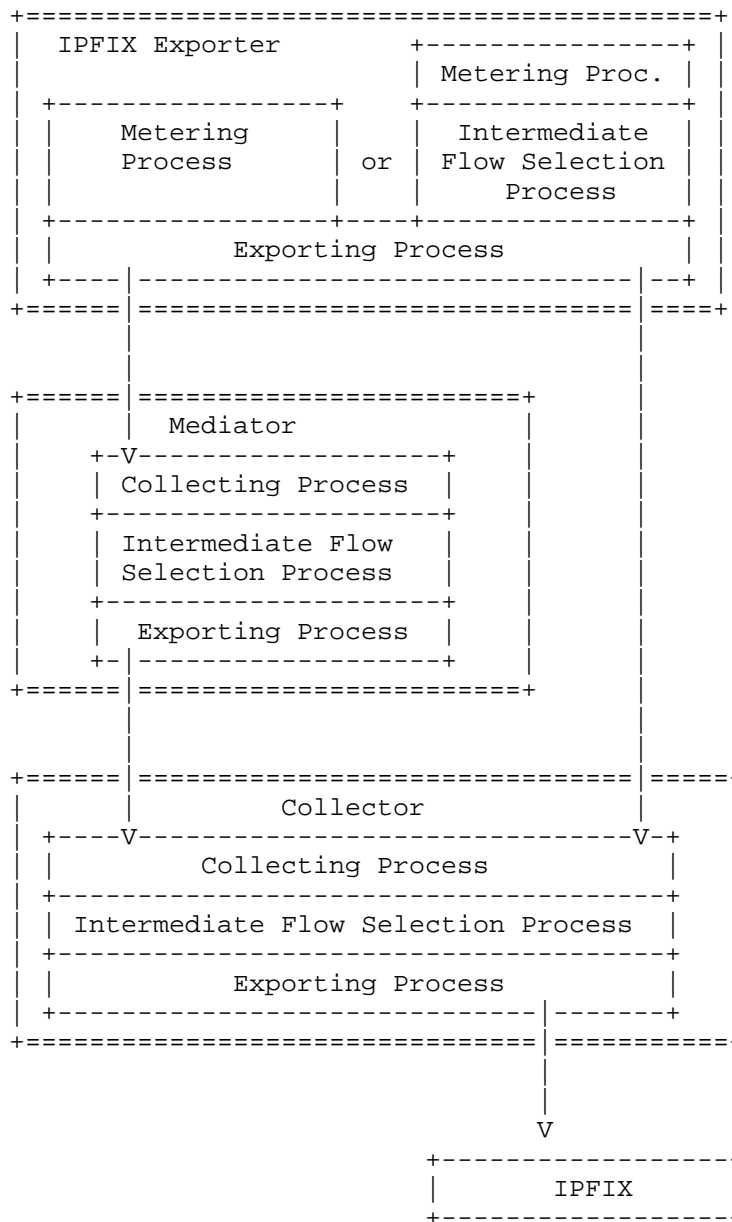 IPFIX Exporter
Metering Proc.
Metering Intermediate
Process or Flow Selection
Process
Exporting Process
Mediator
Collecting Process
Intermediate Flow
Selection Process
Exporting Process
Collector
Collecting Process
Intermediate Flow Selection Process
Exporting Process
IPFIX